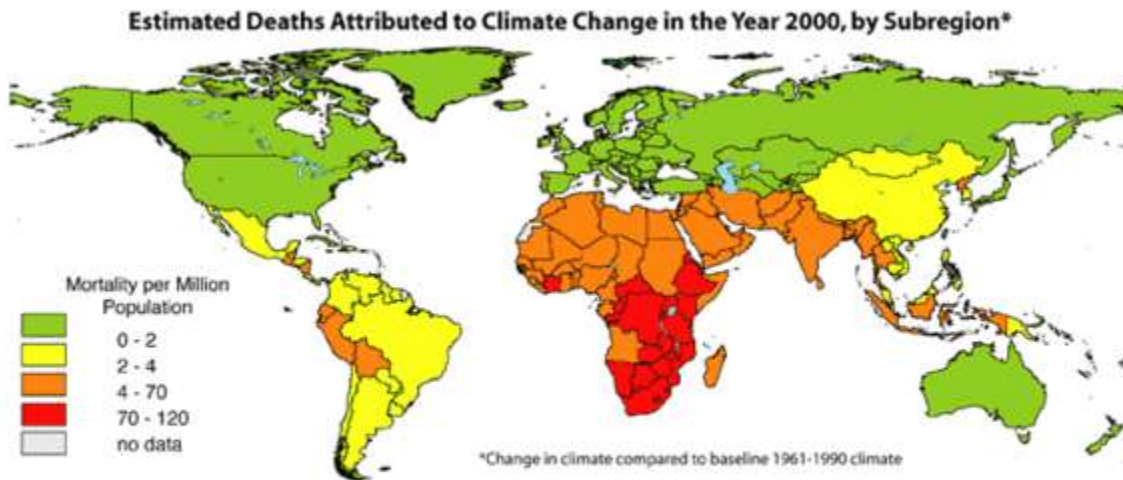 Estimated Deaths Attributed to Climate Change in the Year 2000, by Subregion*
Mortality per Million
Population
0 - 2
2 - 4
4 - 70
70 - 120
no data
*Change in climate compared to baseline 1961-1990 climate